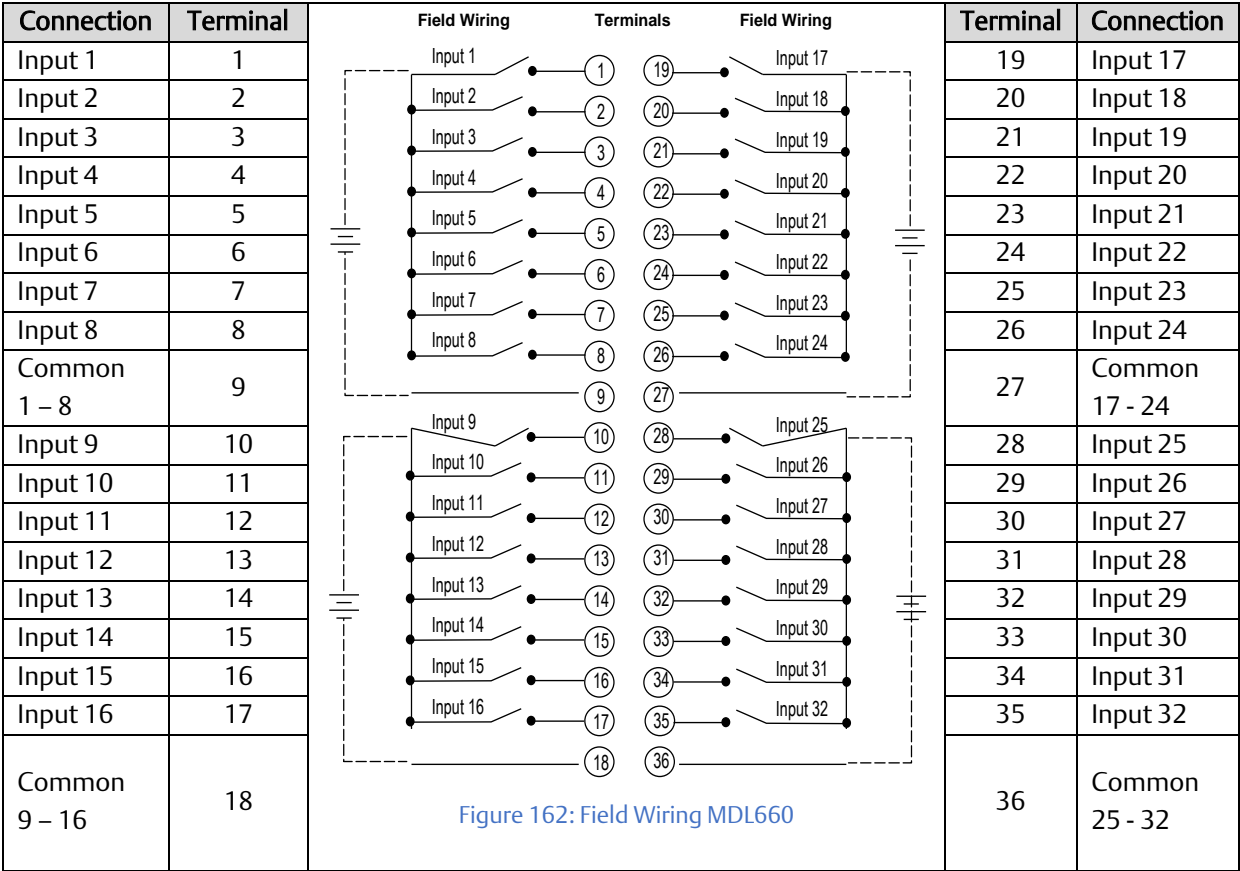 Connection Terminal Field Wiring Terminals Field Wiring Terminal Connection
Input 1 1 Input 1 1 19 Input 17 19 Input 17
Input 2 2 Input 2 2 20 Input 18 20 Input 18
Input 3 3 Input 3 3 21 Input 19 21 Input 19
Input 4 4 Input 4 4 22 Input 20 22 Input 20
Input 5 5 Input 5 5 23 Input 21 23 Input 21
Input 6 6 Input 6 6 24 Input 22 24 Input 22
Input 7 7 Input 7 7 25 Input 23 25 Input 23
Input 8 8 Input 8 8 26 Input 24 26 Input 24
Common
1 – 8 9 9 27 27 Common
17 - 24
Input 9 10 Input 9 10 28 Input 25 28 Input 25
Input 10 11 Input 10 11 29 Input 26 29 Input 26
Input 11 12 Input 11 12 30 Input 27 30 Input 27
Input 12 13 Input 12 13 31 Input 28 31 Input 28
Input 13 14 Input 13 14 32 Input 29 32 Input 29
Input 14 15 Input 14 15 33 Input 30 33 Input 30
Input 15 16 Input 15 16 34 Input 31 34 Input 31
Input 16 17 Input 16 17 35 Input 32 35 Input 32
Common
9 – 16 18 18 36 36 Common
25 - 32
Figure 162: Field Wiring MDL660